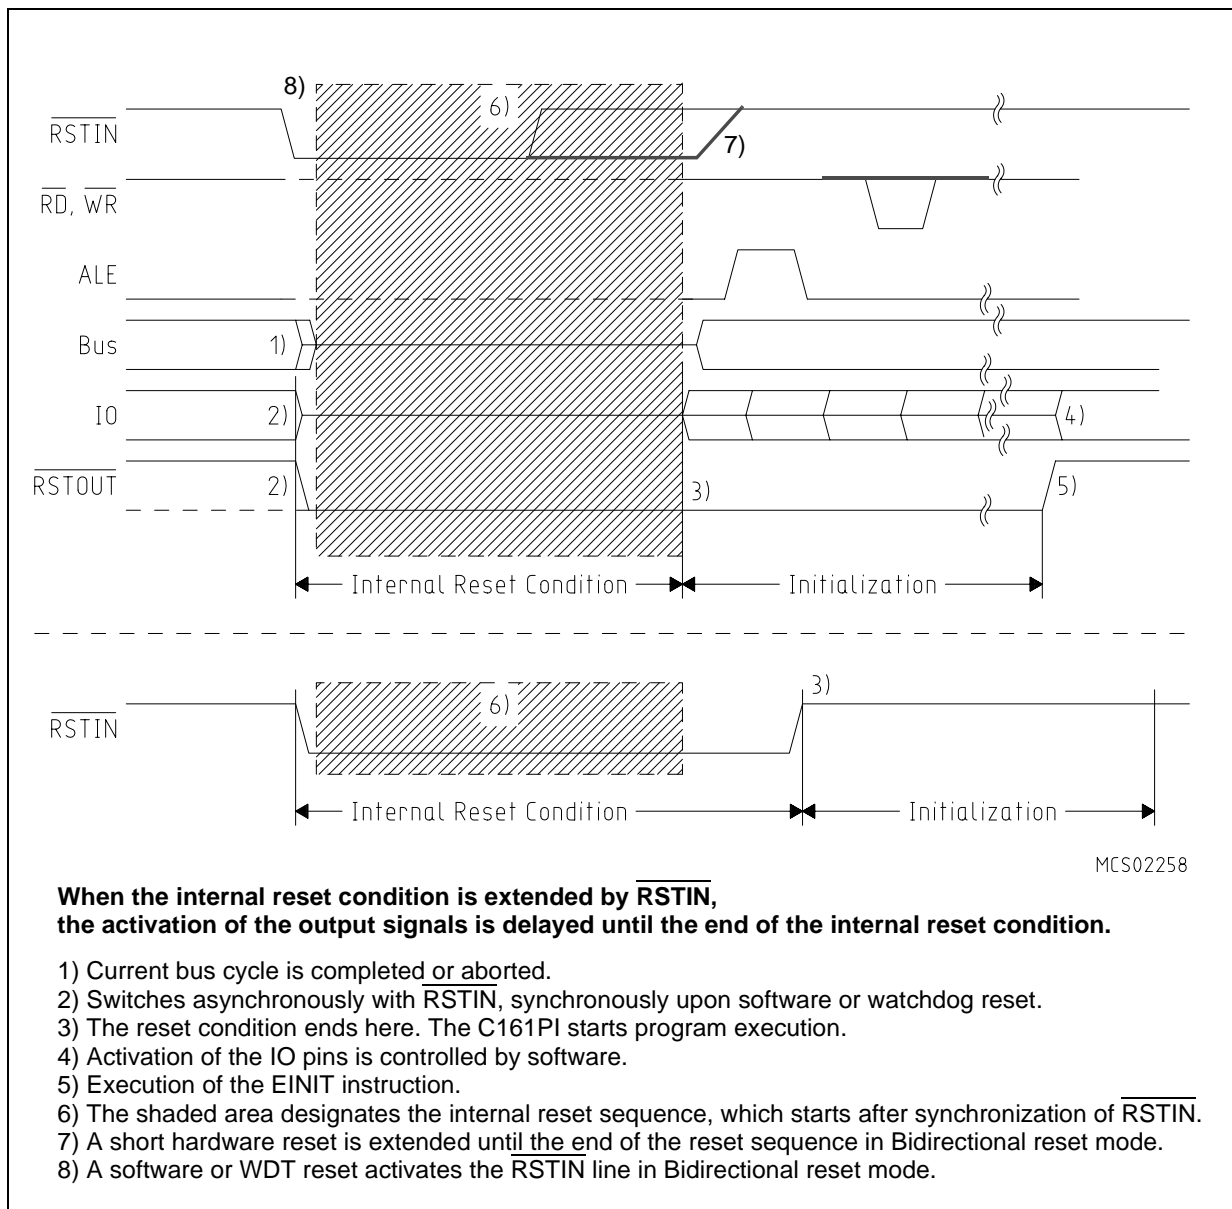 8)
6)
RSTIN
7)
RD, WR
ALE
Bus
1)
IO
2)
4)
RSTOUT
2)
3)
5)
Internal Reset Condition
Initialization
3)
6)
RSTIN
Internal Reset Condition
Initialization
MCS02258
When the internal reset condition is extended by RSTIN,
the activation of the output signals is delayed until the end of the internal reset condition.
1) Current bus cycle is completed or aborted.
2) Switches asynchronously with RSTIN, synchronously upon software or watchdog reset.
3) The reset condition ends here. The C161PI starts program execution.
4) Activation of the IO pins is controlled by software.
5) Execution of the EINIT instruction.
6) The shaded area designates the internal reset sequence, which starts after synchronization of RSTIN.
7) A short hardware reset is extended until the end of the reset sequence in Bidirectional reset mode.
8) A software or WDT reset activates the RSTIN line in Bidirectional reset mode.